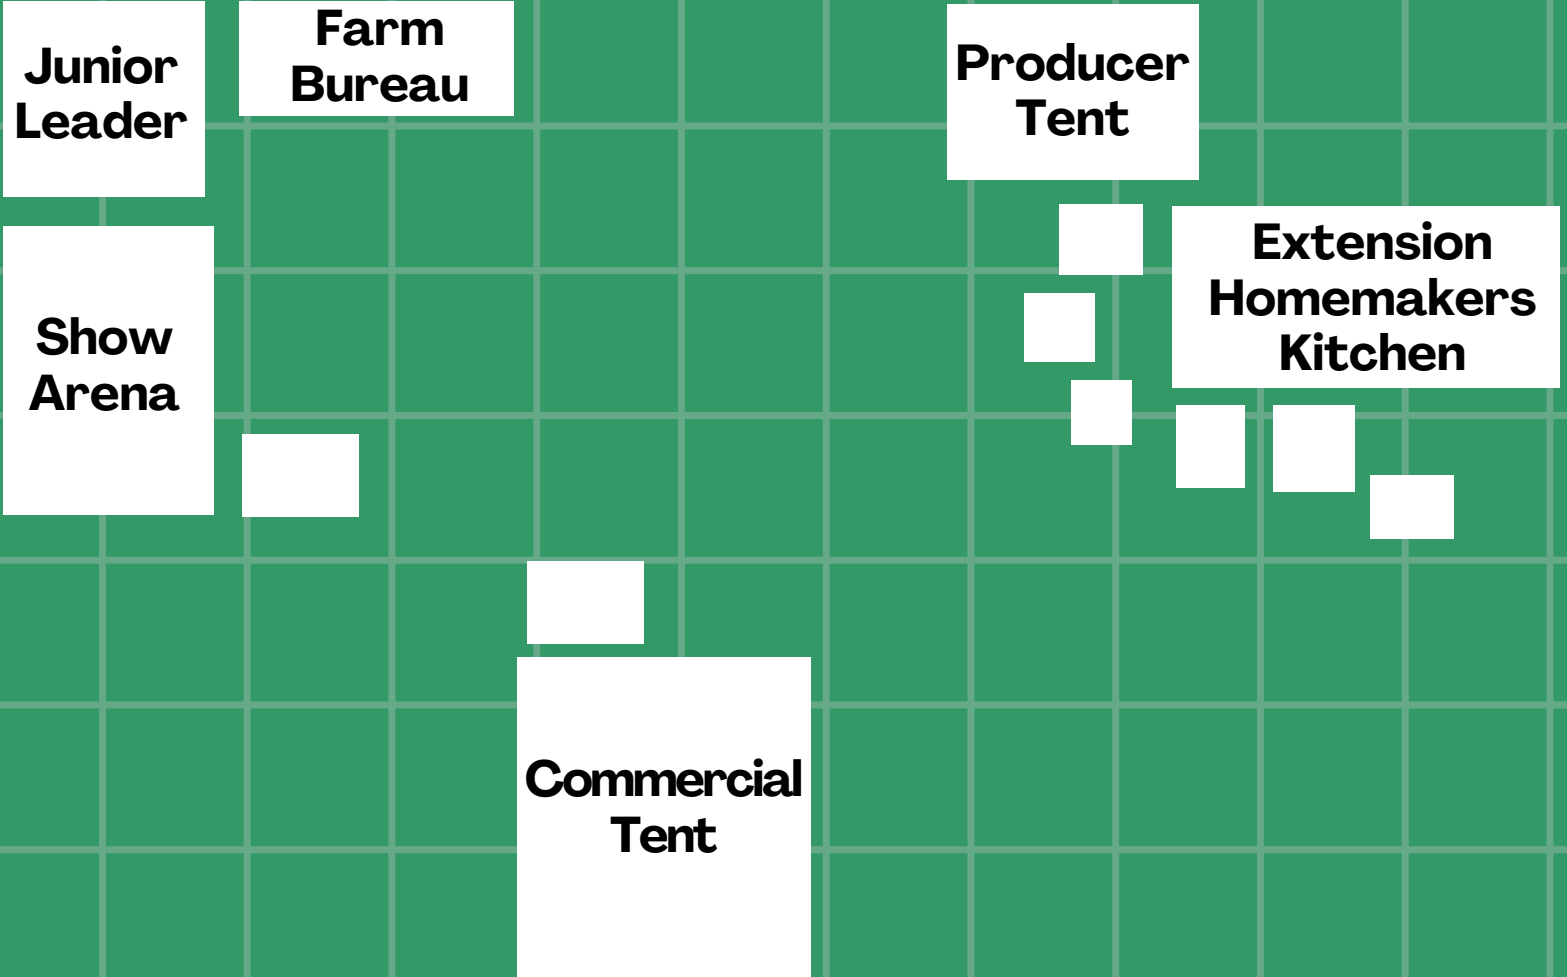 Junior
Leader
Farm
Bureau
Producer
Tent
Extension
Homemakers
Kitchen
Show
Arena
Commercial
Tent